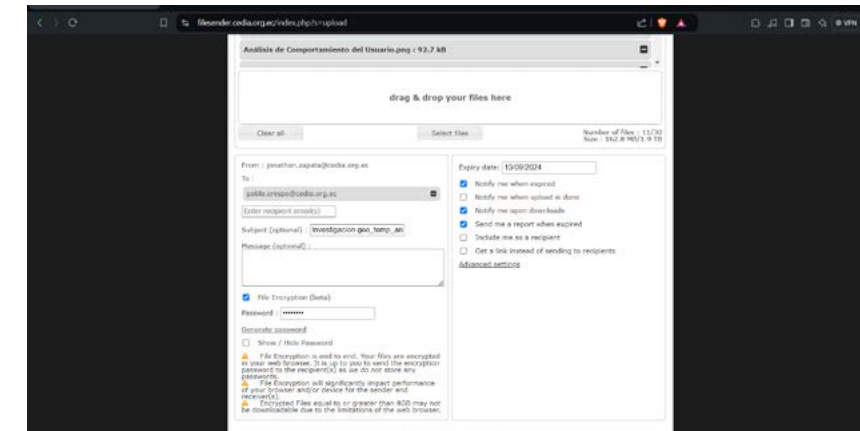 filesender.cedia.org.ec/index.php?s=upload
VPN
Análisis de Comportamiento del Usuario.png : 92.7 kB
drag & drop your files here
Clear all
Select files
Number of files : 11/30
Size : 162.8 MB/1.9 TB
From : jonathan.zapata@cedia.org.ec
To :
pablo.crespo@cedia.org.ec
Enter recipient email(s)
Subject (optional) : Investigacion geo_temp_an
Message (optional) :
File Encryption (beta)
Password : ••••••••
Generate password
Show / Hide Password
File Encryption is end to end. Your files are encrypted
in your web browser. It is up to you to send the encryption
password to the recipient(s) as we do not store any
passwords.
File Encryption will significantly impact performance
of your browser and/or device for the sender and
receiver(s).
Encrypted Files equal to or greater than 4GB may not
be downloadable due to the limitations of the web browser.
Expiry date: 13/09/2024
Notify me when expired
Notify me when upload is done
Notify me upon downloads
Send me a report when expired
Include me as a recipient
Get a link instead of sending to recipients
Advanced settings